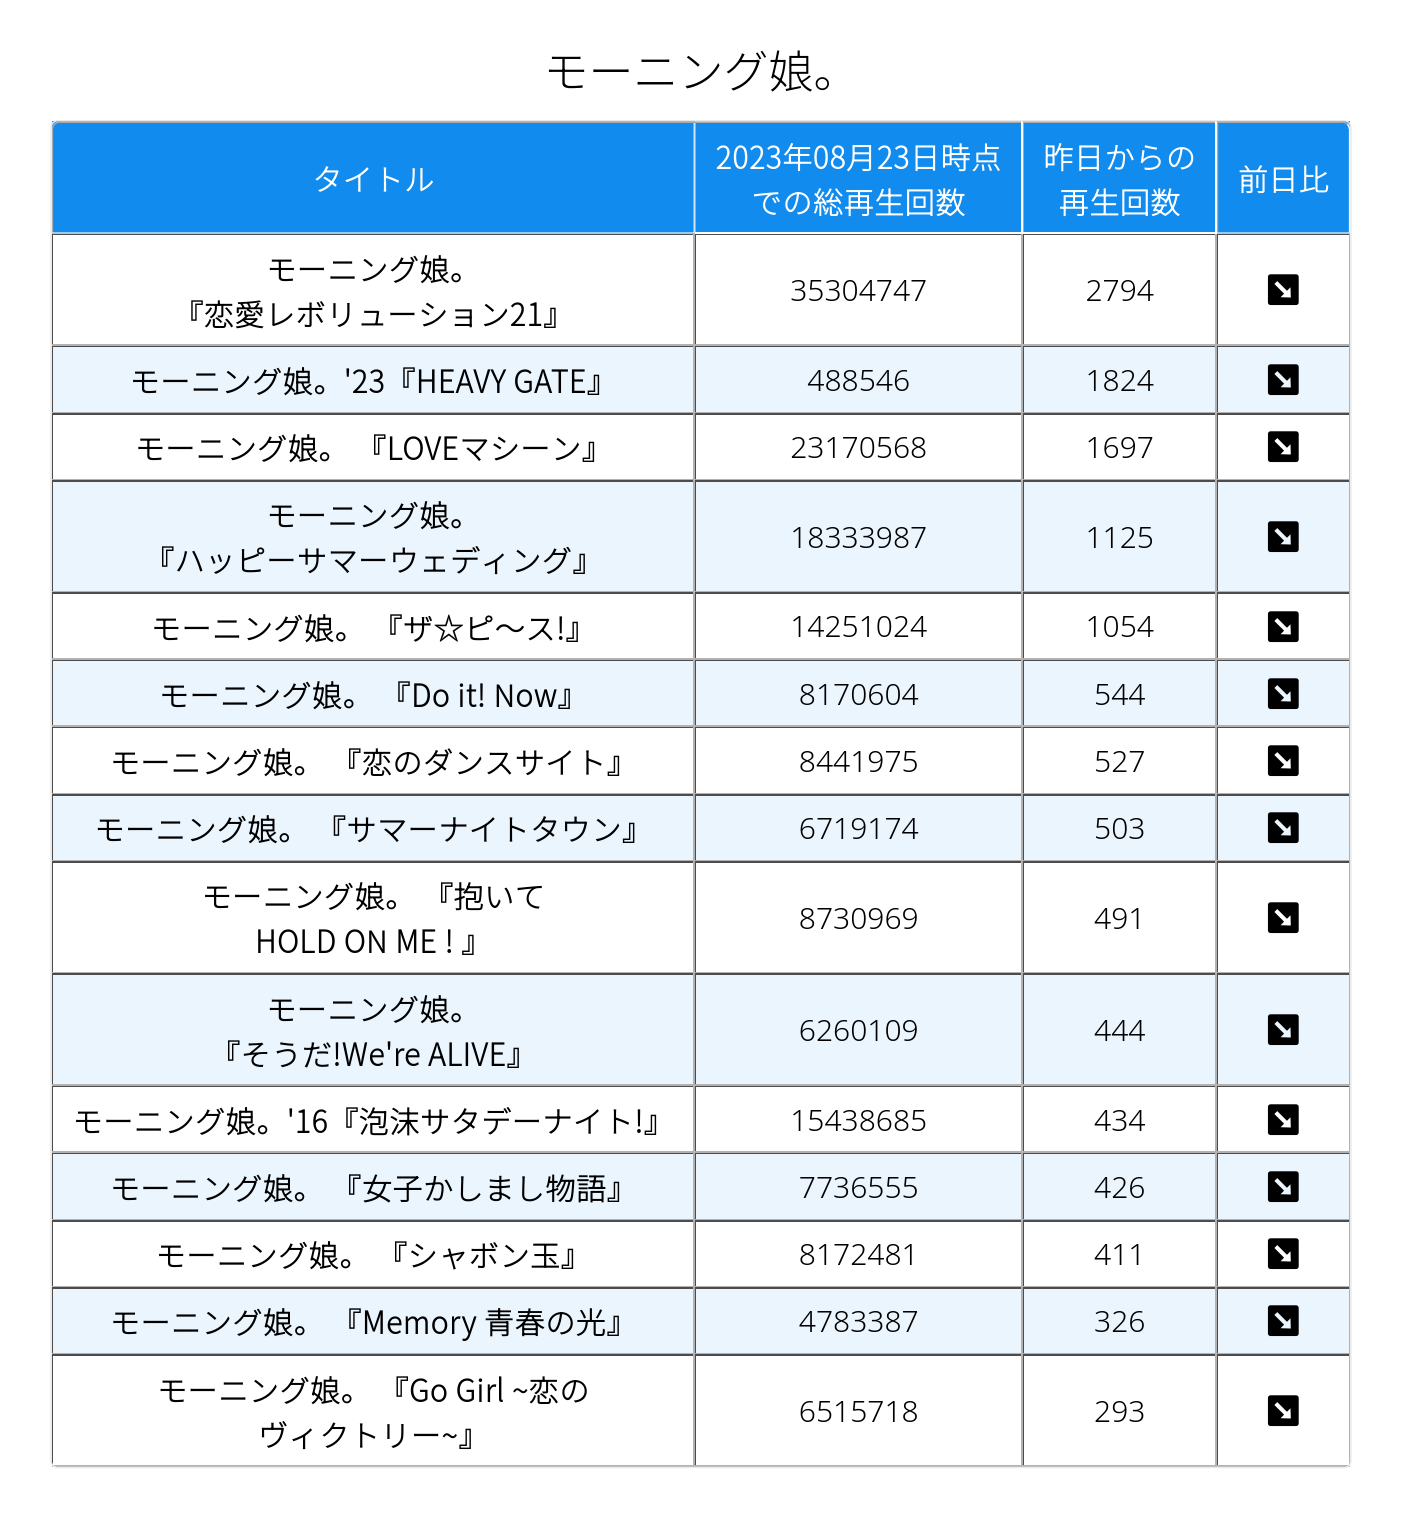 モーニング娘。
タイトル
2023年08月23日時点
での総再生回数
昨日からの
再生回数
前日比
モーニング娘。
『恋愛レボリューション21』
35304747
2794
モーニング娘。'23『HEAVY GATE』
488546
1824
モーニング娘。 『LOVEマシーン』
23170568
1697
モーニング娘。
『ハッピーサマーウェディング』
18333987
1125
モーニング娘。 『ザ☆ピ〜ス!』
14251024
1054
モーニング娘。 『Do it! Now』
8170604
544
モーニング娘。 『恋のダンスサイト』
8441975
527
モーニング娘。 『サマーナイトタウン』
6719174
503
モーニング娘。 『抱いて
HOLD ON ME ! 』
8730969
491
モーニング娘。
『そうだ!We're ALIVE』
6260109
444
モーニング娘。'16『泡沫サタデーナイト!』
15438685
434
モーニング娘。 『女子かしまし物語』
7736555
426
モーニング娘。 『シャボン玉』
8172481
411
モーニング娘。 『Memory 青春の光』
4783387
326
モーニング娘。 『Go Girl ~恋の
ヴィクトリー~』
6515718
293